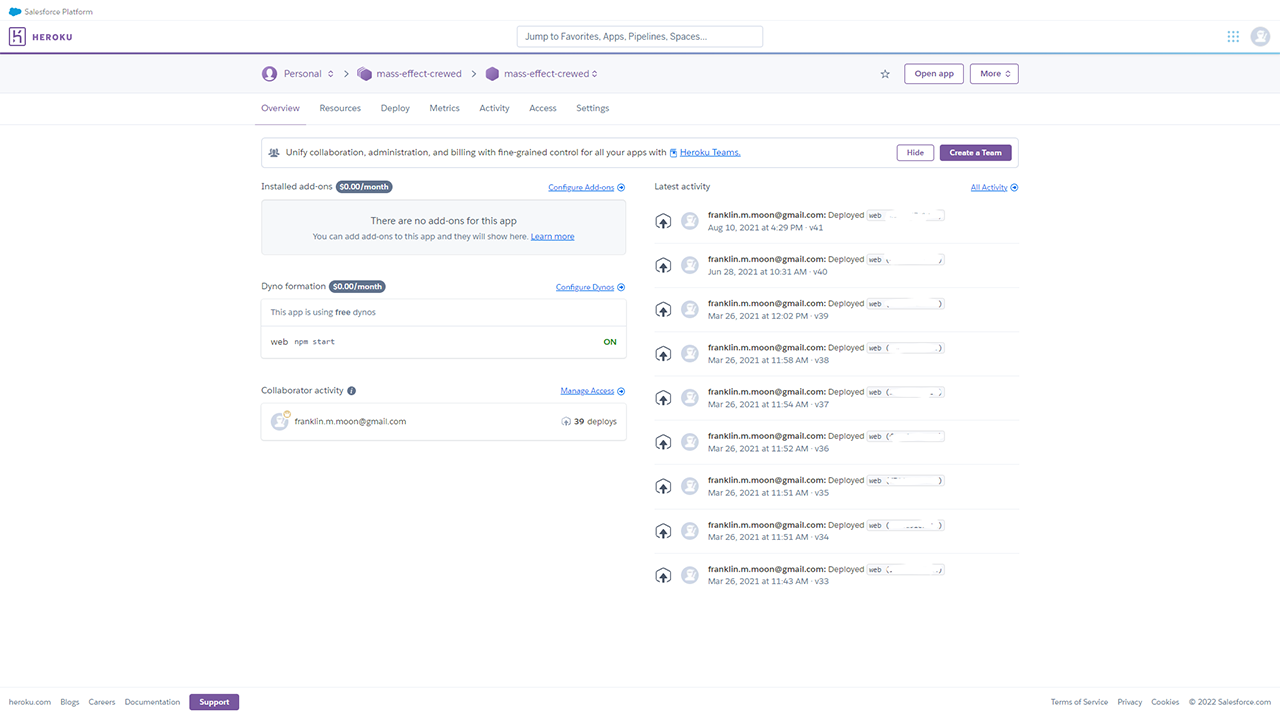 Salesforce Platform
HEROKU
Jump to Favorites, Apps, Pipelines, Spaces...
Personal mass-effect-crewed mass-effect-crewed
Open app More
Overview Resources Deploy Metrics Activity Access Settings
Unify collaboration, administration, and billing with fine-grained control for all your apps with Heroku Teams.
Hide Create a Team
Installed add-ons $0.00/month Configure Add-ons
There are no add-ons for this app
You can add add-ons to this app and they will show here. Learn more
Dyno formation $0.00/month Configure Dynos
This app is using free dynos
web npm start ON
Collaborator activity Manage Access
franklin.m.moon@gmail.com 39 deploys
Latest activity All Activity
franklin.m.moon@gmail.com: Deployed web
Aug 10, 2021 at 4:29 PM · v41
franklin.m.moon@gmail.com: Deployed web
Jun 28, 2021 at 10:31 AM · v40
franklin.m.moon@gmail.com: Deployed web
Mar 26, 2021 at 12:02 PM · v39
franklin.m.moon@gmail.com: Deployed web
Mar 26, 2021 at 11:58 AM · v38
franklin.m.moon@gmail.com: Deployed web
Mar 26, 2021 at 11:54 AM · v37
franklin.m.moon@gmail.com: Deployed web
Mar 26, 2021 at 11:52 AM · v36
franklin.m.moon@gmail.com: Deployed web
Mar 26, 2021 at 11:51 AM · v35
franklin.m.moon@gmail.com: Deployed web
Mar 26, 2021 at 11:51 AM · v34
franklin.m.moon@gmail.com: Deployed web
Mar 26, 2021 at 11:43 AM · v33
heroku.com Blogs Careers Documentation Support
Terms of Service Privacy Cookies © 2022 Salesforce.com